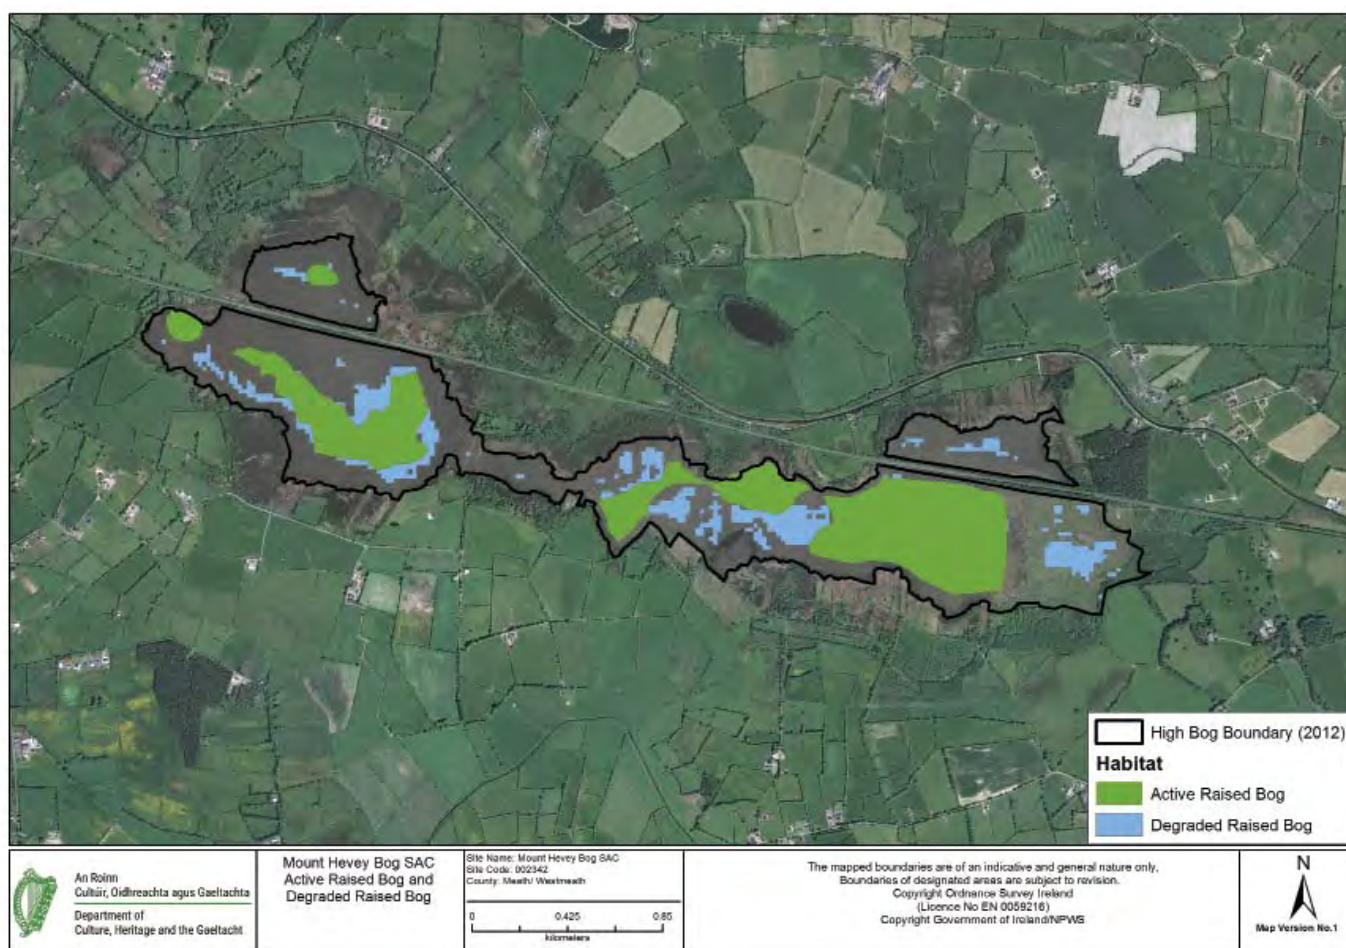 High Bog Boundary (2012)
Habitat
Active Raised Bog
Degraded Raised Bog
An Roinn
Cultúir, Oidhreachta agus Gaeltachta
Department of
Culture, Heritage and the Gaeltacht
Mount Hevey Bog SAC
Active Raised Bog and
Degraded Raised Bog
Site Name: Mount Hevey Bog SAC
Site Code: 002342
County: Meath/ Westmeath
0 0.425 0.85
kilometers
The mapped boundaries are of an indicative and general nature only,
Boundaries of designated areas are subject to revision.
Copyright Ordnance Survey Ireland
(Licence No EN 0059216)
Copyright Government of Ireland/NPWS
N
Map Version No.1